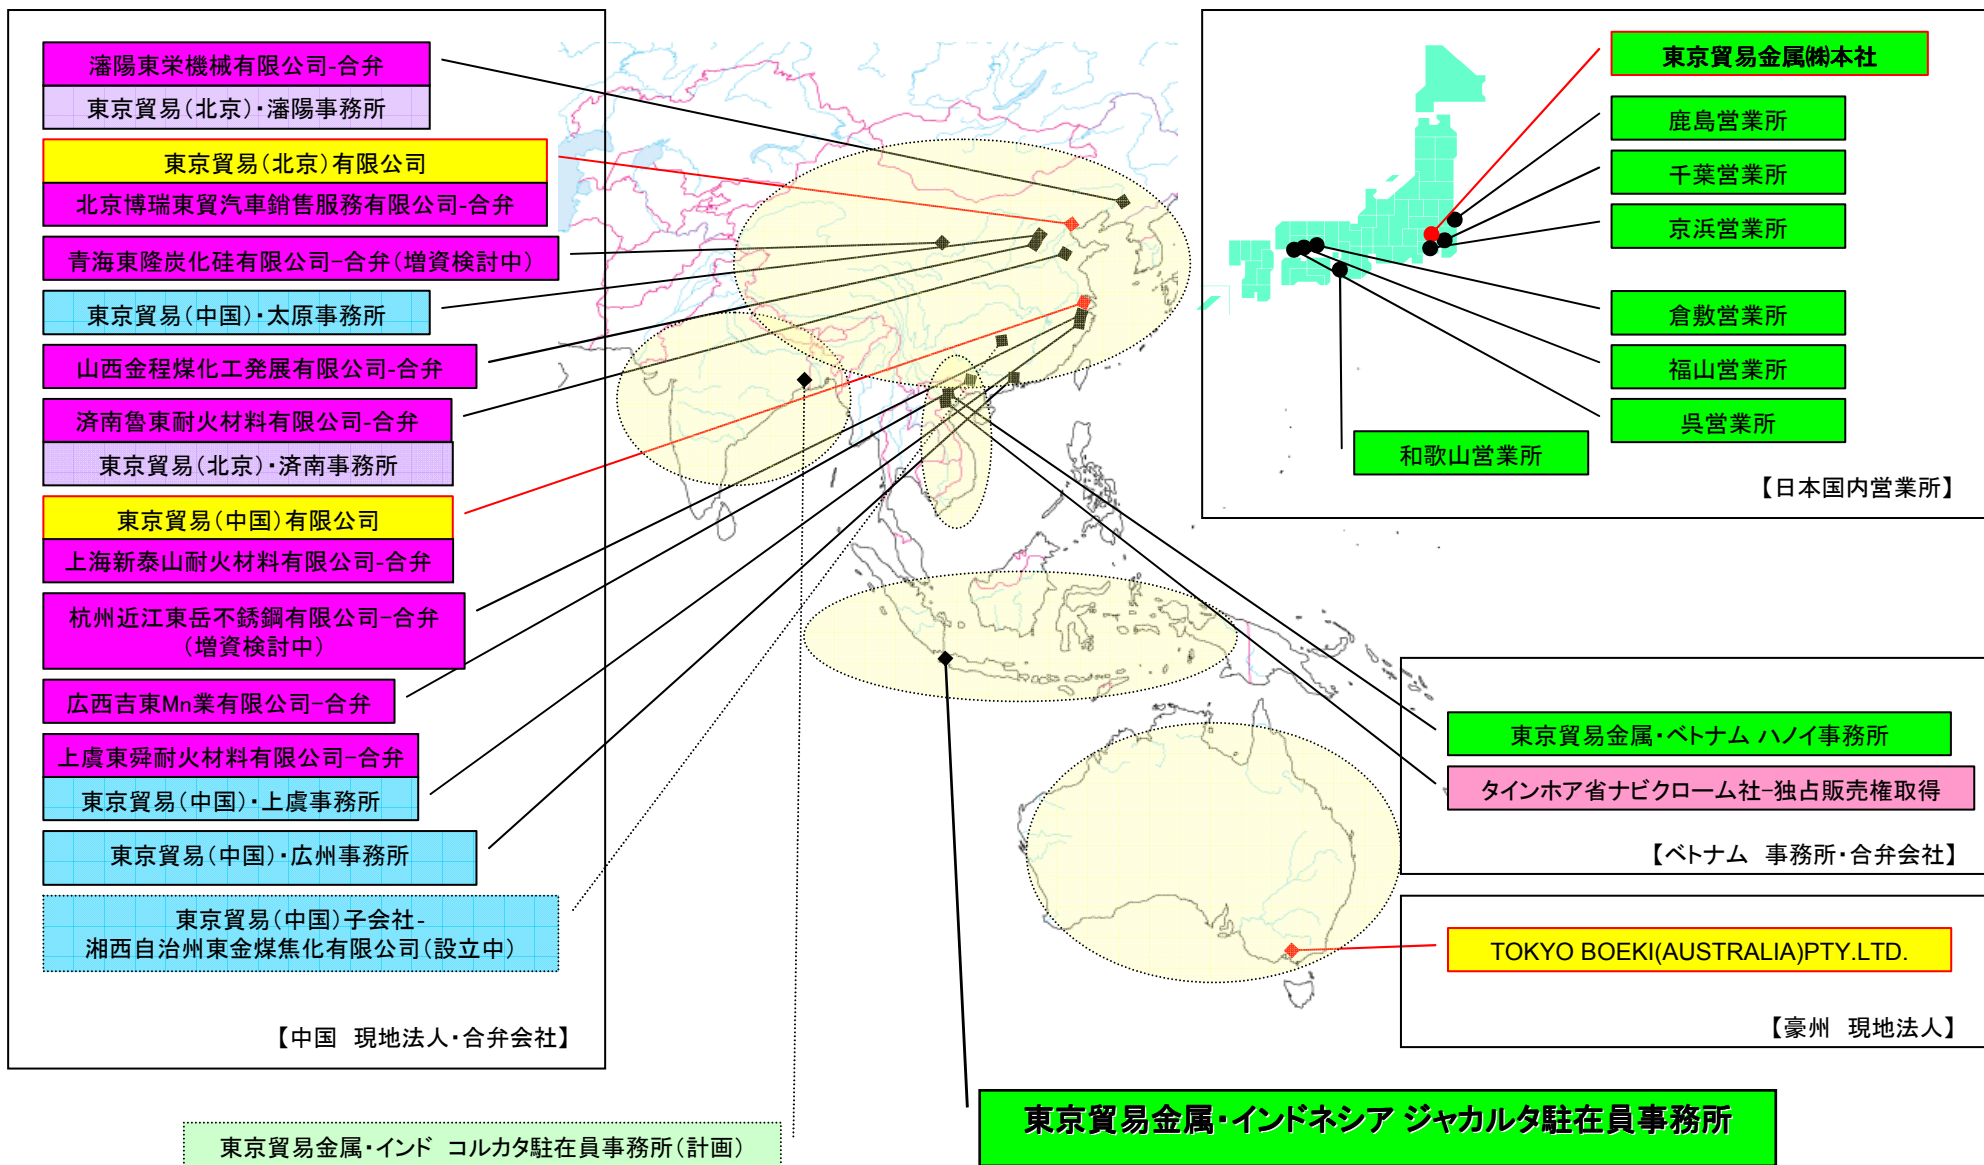 瀋陽東栄機械有限公司-合弁
東京貿易(北京)・瀋陽事務所
東京貿易(北京)有限公司
北京博瑞東貿汽車銷售服務有限公司-合弁
青海東隆炭化硅有限公司-合弁(増資検討中)
東京貿易(中国)・太原事務所
山西金程煤化工発展有限公司-合弁
済南魯東耐火材料有限公司-合弁
東京貿易(北京)・済南事務所
東京貿易(中国)有限公司
上海新泰山耐火材料有限公司-合弁
杭州近江東岳不銹鋼有限公司-合弁
(増資検討中)
広西吉東Mn業有限公司-合弁
上虞東舜耐火材料有限公司-合弁
東京貿易(中国)・上虞事務所
東京貿易(中国)・広州事務所
東京貿易(中国)子会社-
湘西自治州東金煤焦化有限公司(設立中)
【中国 現地法人・合弁会社】
東京貿易金属㈱本社
鹿島営業所
千葉営業所
京浜営業所
倉敷営業所
福山営業所
呉営業所
和歌山営業所
【日本国内営業所】
東京貿易金属・ベトナム ハノイ事務所
タインホア省ナビクローム社-独占販売権取得
【ベトナム 事務所・合弁会社】
TOKYO BOEKI(AUSTRALIA)PTY.LTD.
【豪州 現地法人】
東京貿易金属・インドネシア ジャカルタ駐在員事務所
東京貿易金属・インド コルカタ駐在員事務所(計画)